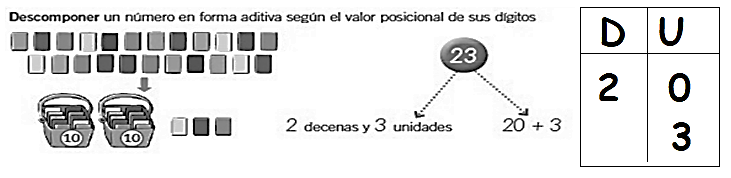 Descomponer un número en forma aditiva según el valor posicional de sus dígitos
23
10 10
2 decenas y 3 unidades
20 + 3
D U
2 0
3